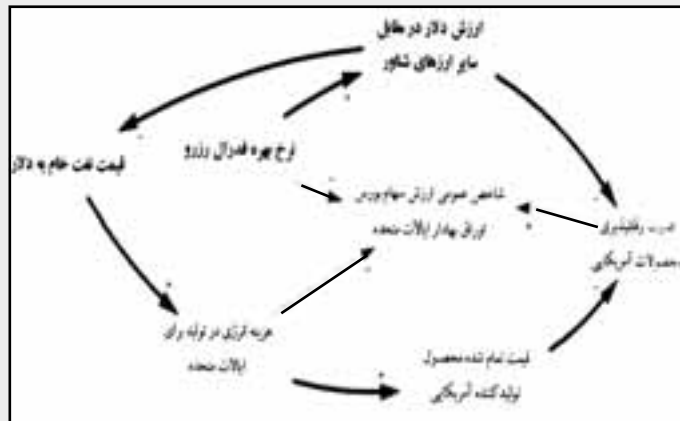 ارزش دلار در مقابل
سایر ارزهای شناور
نرخ بهره فدرال رزرو
قیمت نفت خام به دلار
شاخص عمومی ارزش سهام بورس
اوراق بهادار ایالات متحده
رقابت‌پذیری
محصولات آمریکایی
هزینه انرژی در تولید برای
ایالات متحده
قیمت تمام شده محصول
تولید کننده آمریکایی